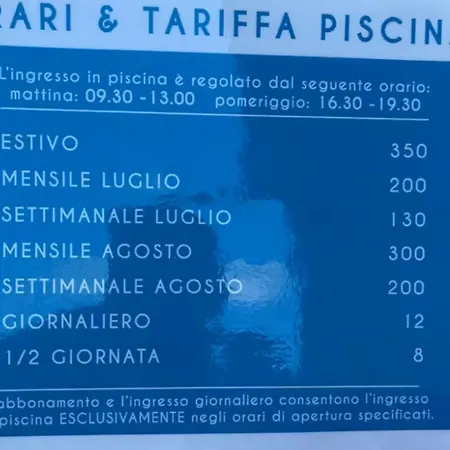 RARI & TARIFFA PISCIN
L'ingresso in piscina è regolato dal seguente orario:
mattina: 09.30 -13.00 pomeriggio: 16.30 -19.30
ESTIVO 350
MENSILE LUGLIO 200
SETTIMANALE LUGLIO 130
MENSILE AGOSTO 300
SETTIMANALE AGOSTO 200
GIORNALIERO 12
1/2 GIORNATA 8
abbonamento e l'ingresso giornaliero consentono l'ingresso
piscina ESCLUSIVAMENTE negli orari di apertura specificati.